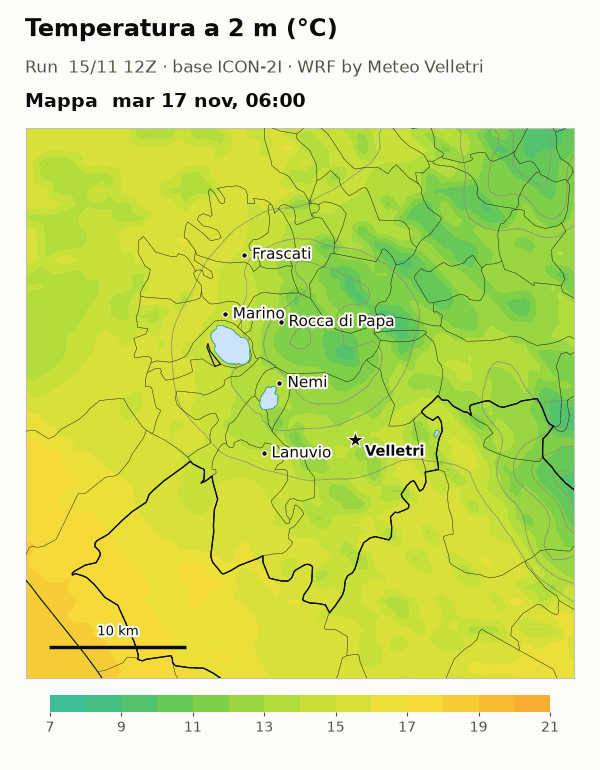 Temperatura a 2 m (°C)
Run  15/11 12Z · base ICON-2I · WRF by Meteo Velletri
Mappa  mar 17 nov, 06:00
Frascati
Marino
Rocca di Papa
Nemi
Velletri
Lanuvio
10 km
7 9 11 13 15 17 19 21